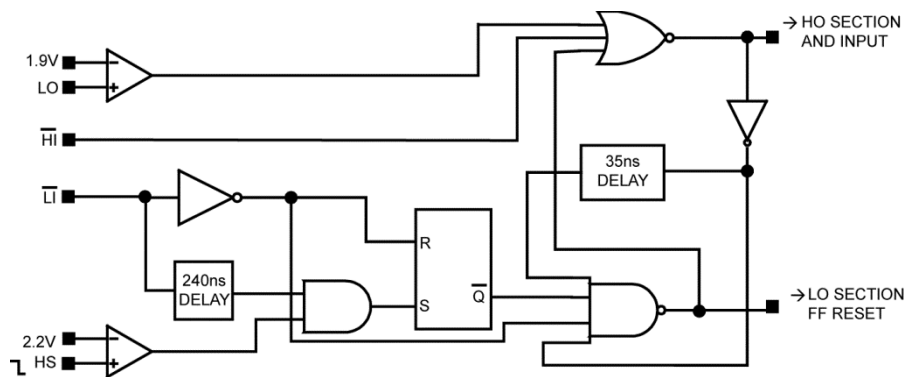 → HO SECTION
AND INPUT
1.9V
−
LO
+
HI
35ns
DELAY
LI
R
240ns
DELAY
S
Q
→ LO SECTION
FF RESET
2.2V
−
HS
+